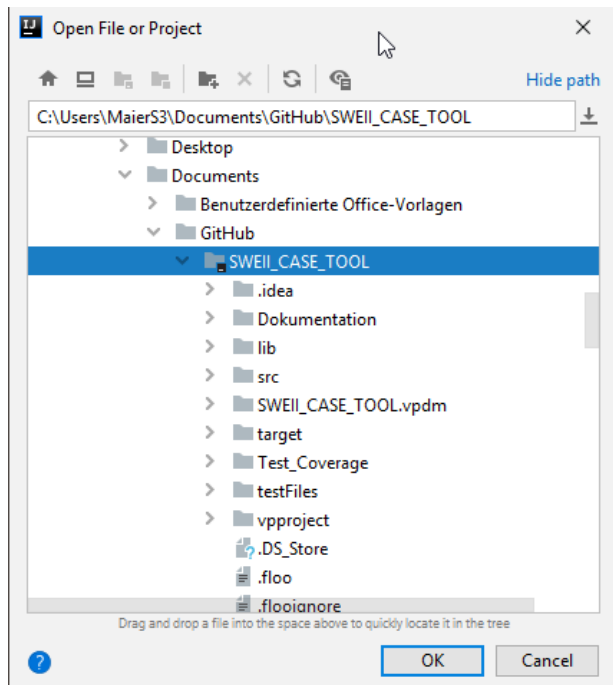 IJ Open File or Project
Hide path
C:\Users\MaierS3\Documents\GitHub\SWEII_CASE_TOOL
Desktop
Documents
Benutzerdefinierte Office-Vorlagen
GitHub
SWEII_CASE_TOOL
.idea
Dokumentation
lib
src
SWEII_CASE_TOOL.vpdm
target
Test_Coverage
testFiles
vpproject
.DS_Store
.floo
.flooignore
Drag and drop a file into the space above to quickly locate it in the tree
? OK Cancel